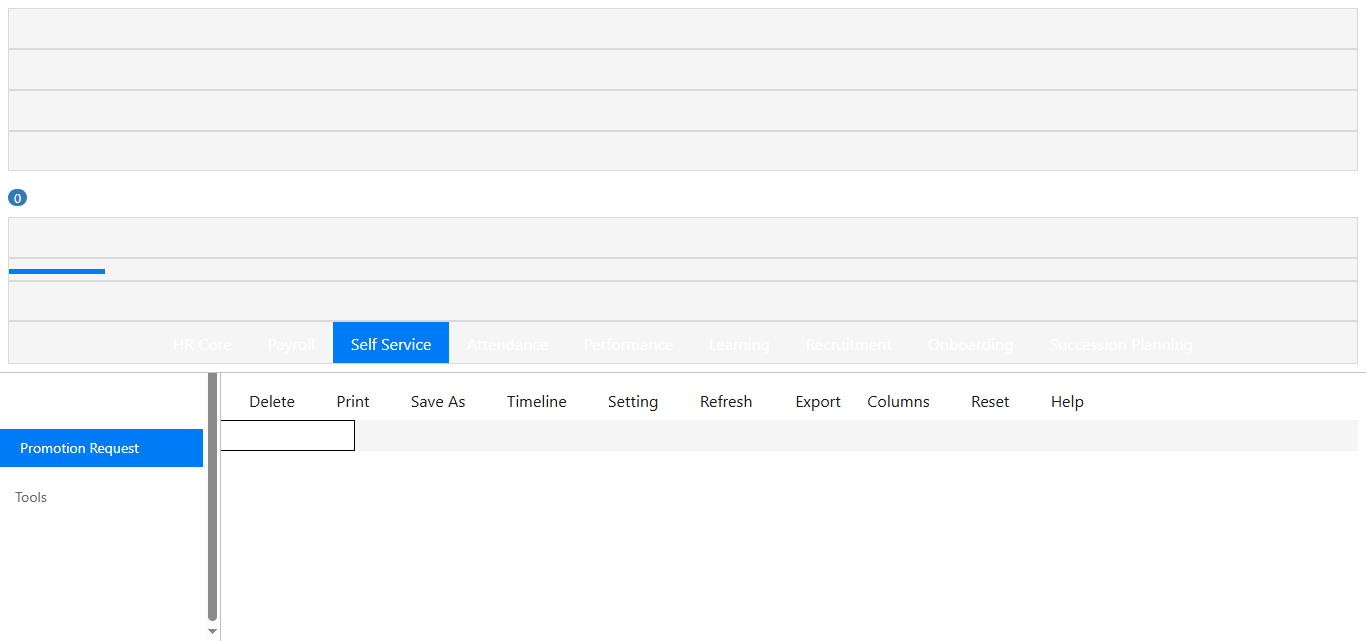 0
HR Core Payroll Self Service Attendance Performance Learning Recruitment Onboarding Succession Planning
Delete Print Save As Timeline Setting Refresh Export Columns Reset Help
Promotion Request
Tools